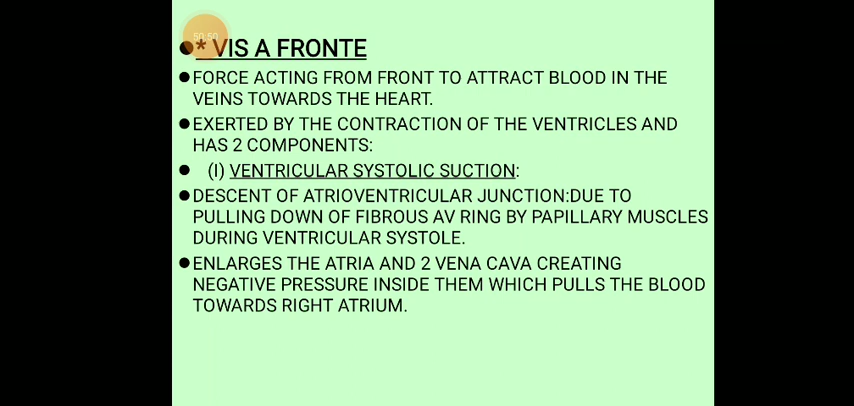 50:50
● * VIS A FRONTE
● FORCE ACTING FROM FRONT TO ATTRACT BLOOD IN THE
VEINS TOWARDS THE HEART.
● EXERTED BY THE CONTRACTION OF THE VENTRICLES AND
HAS 2 COMPONENTS:
● (I) VENTRICULAR SYSTOLIC SUCTION:
● DESCENT OF ATRIOVENTRICULAR JUNCTION:DUE TO
PULLING DOWN OF FIBROUS AV RING BY PAPILLARY MUSCLES
DURING VENTRICULAR SYSTOLE.
● ENLARGES THE ATRIA AND 2 VENA CAVA CREATING
NEGATIVE PRESSURE INSIDE THEM WHICH PULLS THE BLOOD
TOWARDS RIGHT ATRIUM.